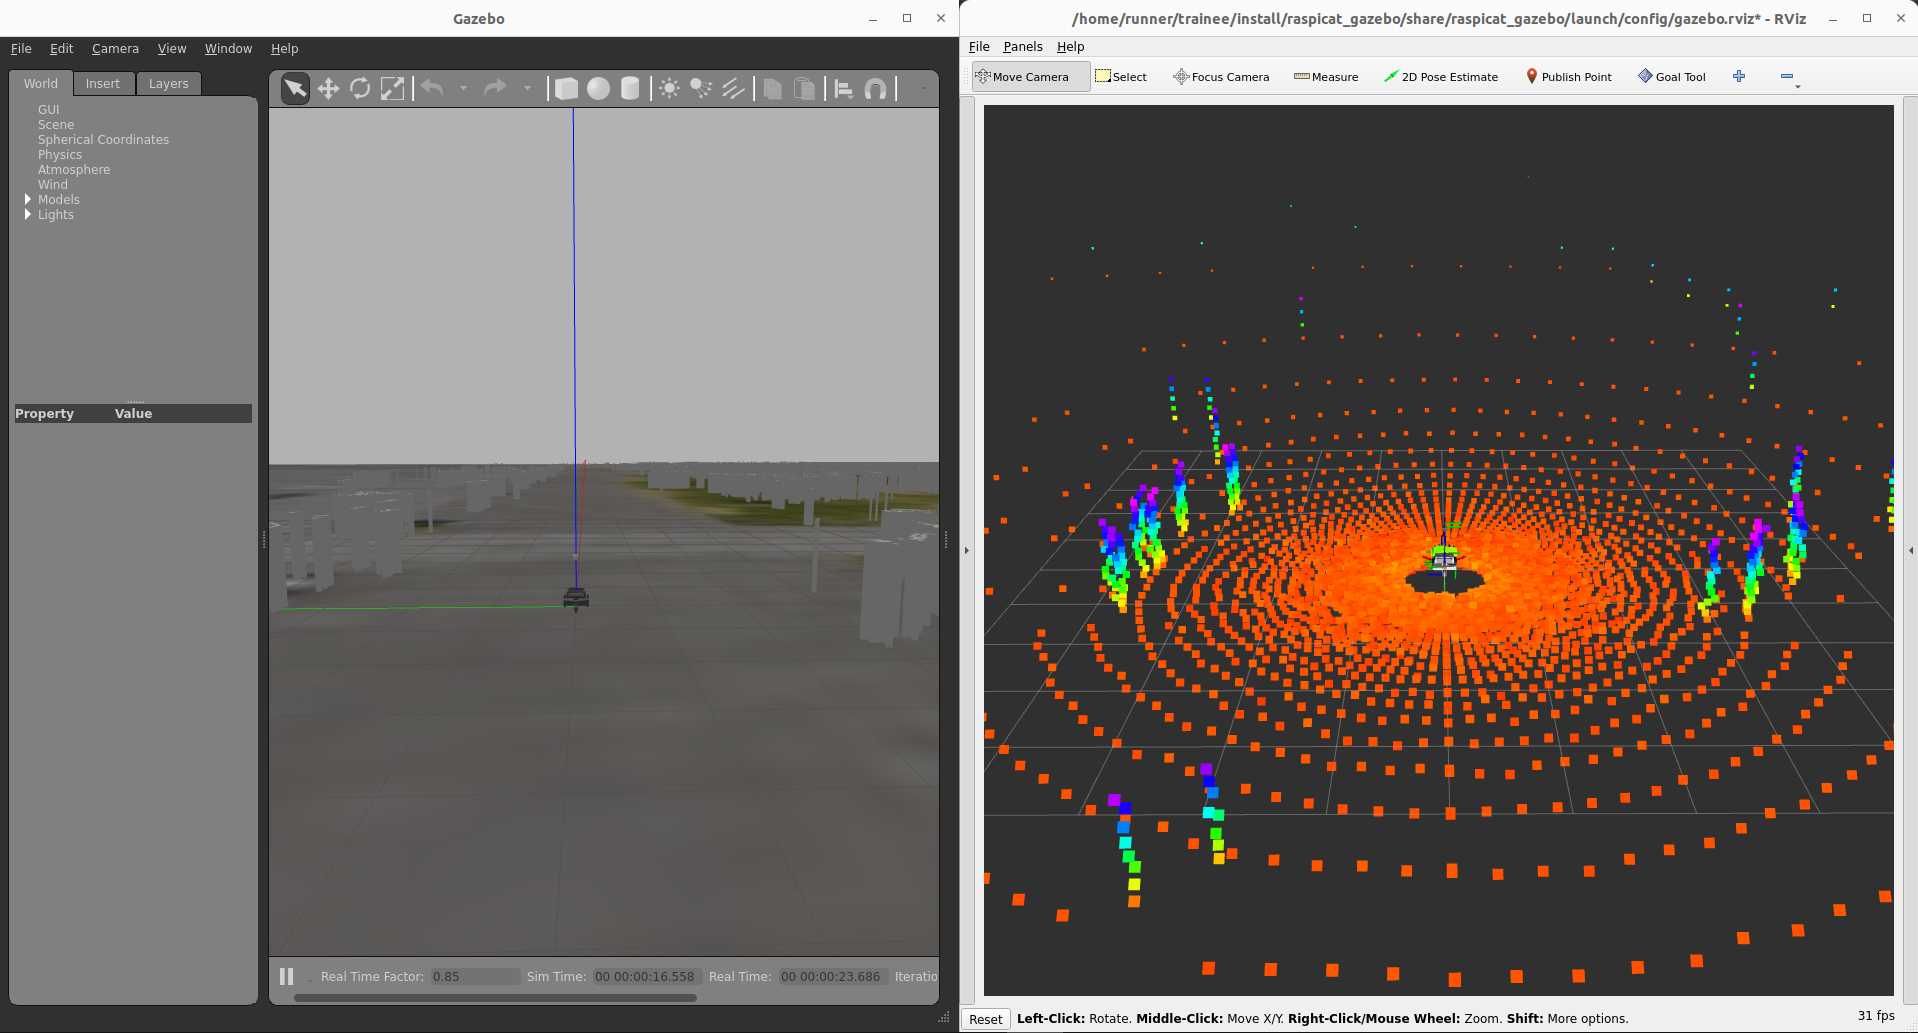 Gazebo
File Edit Camera View Window Help
World Insert Layers
GUI
Scene
Spherical Coordinates
Physics
Atmosphere
Wind
Models
Lights
Property Value
Real Time Factor: 0.85 Sim Time: 00 00:00:16.558 Real Time: 00 00:00:23.686 Iteratio
/home/runner/trainee/install/raspicat_gazebo/share/raspicat_gazebo/launch/config/gazebo.rviz* - RViz
File Panels Help
Move Camera Select Focus Camera Measure 2D Pose Estimate Publish Point Goal Tool
Reset Left-Click: Rotate. Middle-Click: Move X/Y. Right-Click/Mouse Wheel: Zoom. Shift: More options. 31 fps